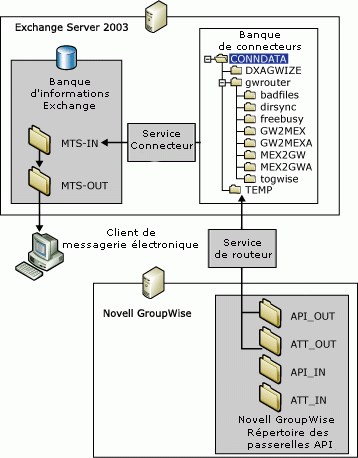 Exchange Server 2003
Banque
de connecteurs
CONNDATA
DXAGWIZE
gwrouter
badfiles
dirsync
freebusy
GW2MEX
GW2MEXA
MEX2GW
MEX2GWA
togwise
TEMP
Banque
d'informations
Exchange
MTS-IN
MTS-OUT
Service
Connecteur
Client de
messagerie électronique
Service
de routeur
Novell GroupWise
API_OUT
ATT_OUT
API_IN
ATT_IN
Novell GroupWise
Répertoire des
passerelles API